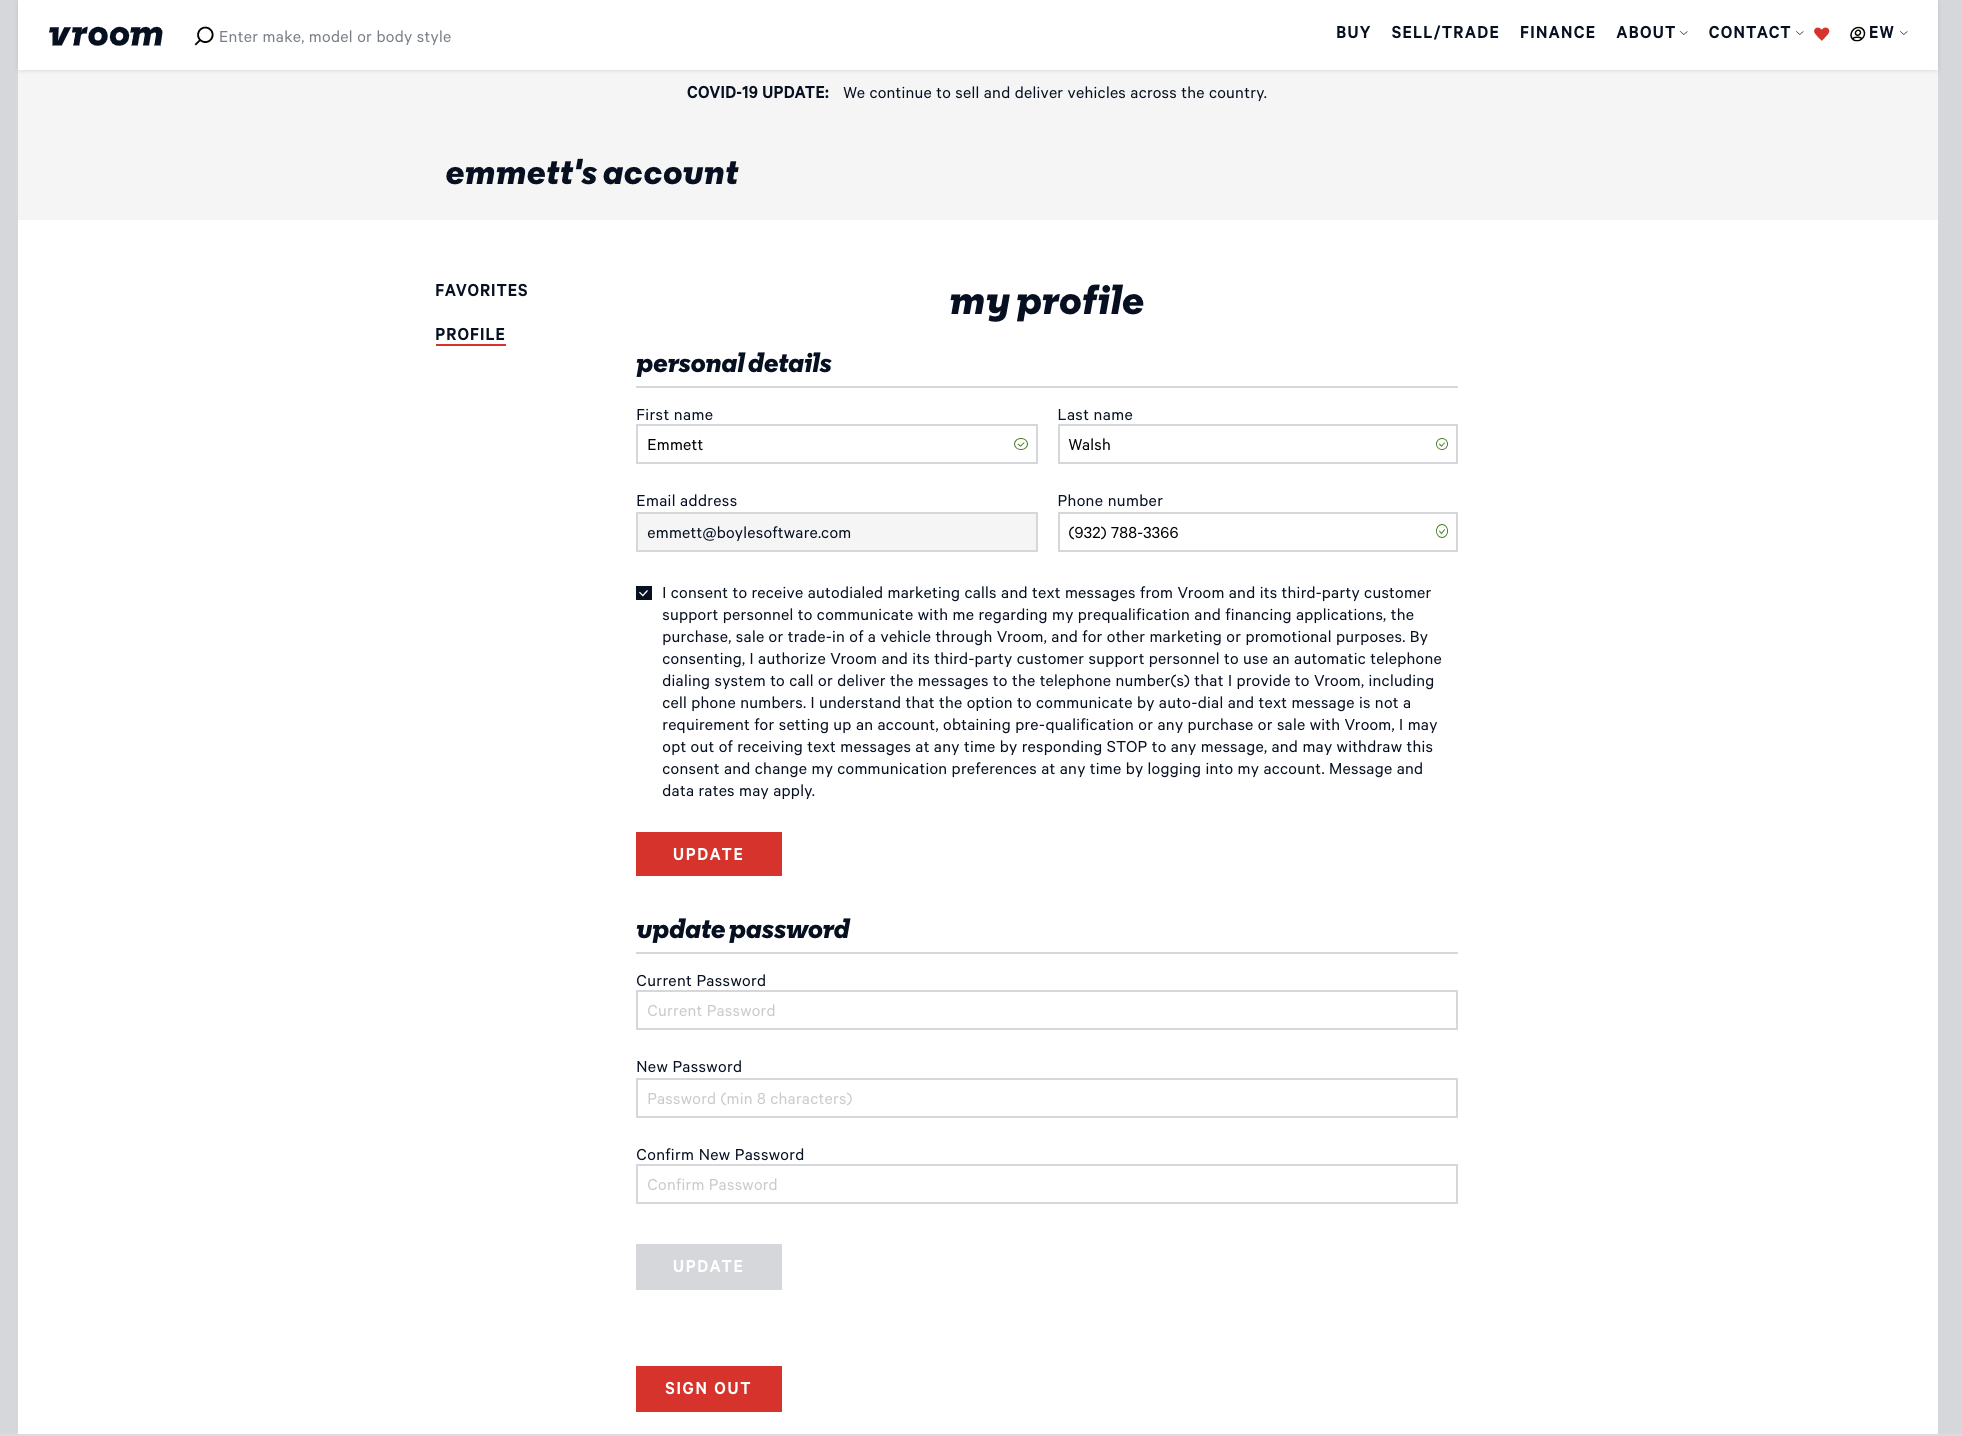 vroom
Enter make, model or body style
BUY SELL/TRADE FINANCE ABOUT CONTACT EW
COVID-19 UPDATE: We continue to sell and deliver vehicles across the country.
emmett's account
FAVORITES
PROFILE
my profile
personal details
First name Last name
Emmett Walsh
Email address Phone number
emmett@boylesoftware.com (932) 788-3366
I consent to receive autodialed marketing calls and text messages from Vroom and its third-party customer
support personnel to communicate with me regarding my prequalification and financing applications, the
purchase, sale or trade-in of a vehicle through Vroom, and for other marketing or promotional purposes. By
consenting, I authorize Vroom and its third-party customer support personnel to use an automatic telephone
dialing system to call or deliver the messages to the telephone number(s) that I provide to Vroom, including
cell phone numbers. I understand that the option to communicate by auto-dial and text message is not a
requirement for setting up an account, obtaining pre-qualification or any purchase or sale with Vroom, I may
opt out of receiving text messages at any time by responding STOP to any message, and may withdraw this
consent and change my communication preferences at any time by logging into my account. Message and
data rates may apply.
UPDATE
update password
Current Password
Current Password
New Password
Password (min 8 characters)
Confirm New Password
Confirm Password
UPDATE
SIGN OUT